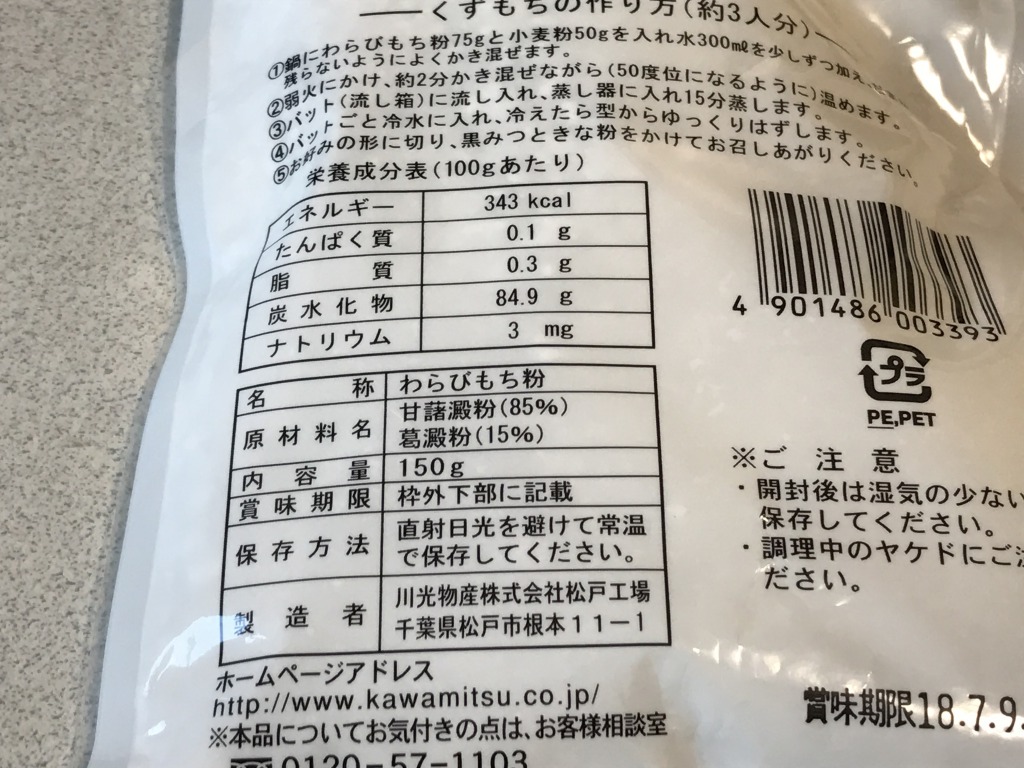 くずもちの作り方(約3人分)
①鍋にわらびもち粉75gと小麦粉50gを入れ水300mℓを少しずつ加え、
残らないようによくかき混ぜます。
②弱火にかけ、約2分かき混ぜながら(50度位になるように)温めます。
③バット(流し箱)に流し入れ、蒸し器に入れ15分蒸します。
④バットごと冷水に入れ、冷えたら型からゆっくりはずします。
⑤お好みの形に切り、黒みつときな粉をかけてお召しあがりください。
栄養成分表(100gあたり)
エネルギー 343 kcal
たんぱく質 0.1 g
脂質 0.3 g
炭水化物 84.9 g
ナトリウム 3 mg
4 901486 003393
プラ
PE,PET
名称 わらびもち粉
原材料名 甘藷澱粉(85%)
葛澱粉(15%)
内容量 150g
賞味期限 枠外下部に記載
保存方法 直射日光を避けて常温
で保存してください。
製造者 川光物産株式会社松戸工場
千葉県松戸市根本11-1
※ご注意
・開封後は湿気の少ない
保存してください。
・調理中のヤケドにご注
ださい。
ホームページアドレス
http://www.kawamitsu.co.jp/
※本品についてお気付きの点は、お客様相談室
0120-57-1103
賞味期限18.7.9.